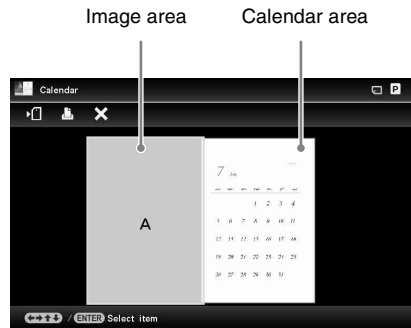 Image area Calendar area
Calendar P
A
7 July
1 2 3 4
5 6 7 8 9 10 11
12 13 14 15 16 17 18
19 20 21 22 23 24 25
26 27 28 29 30 31
/ ENTER Select item